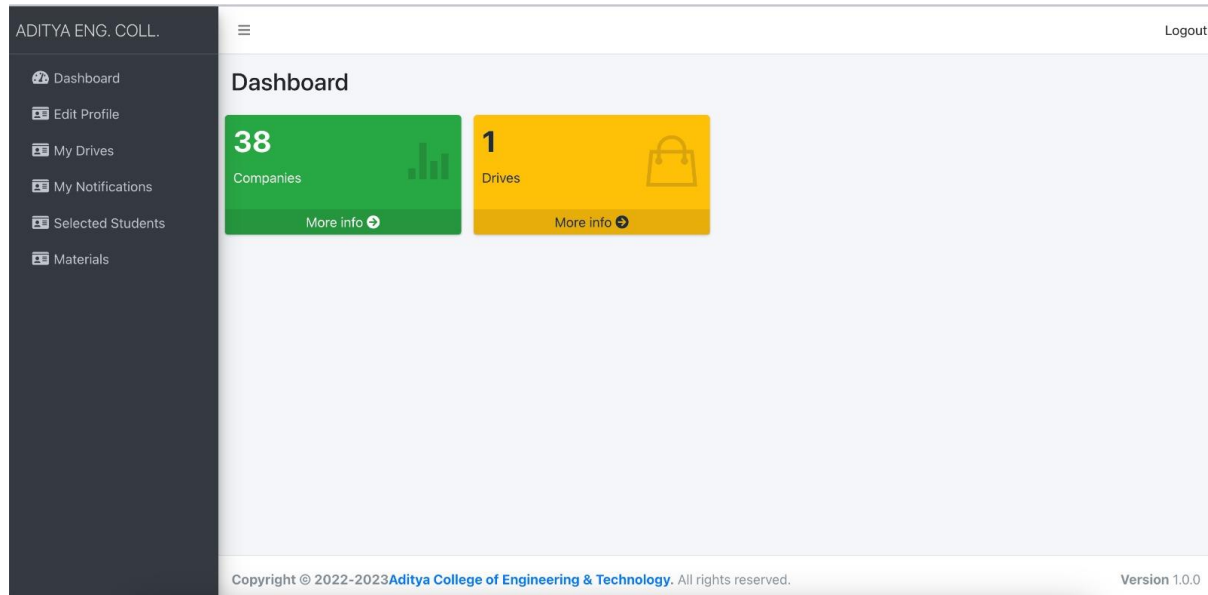 ADITYA ENG. COLL.
Logout
Dashboard
Edit Profile
My Drives
My Notifications
Selected Students
Materials
Dashboard
38
Companies
More info
1
Drives
More info
Copyright © 2022-2023Aditya College of Engineering & Technology. All rights reserved.
Version 1.0.0